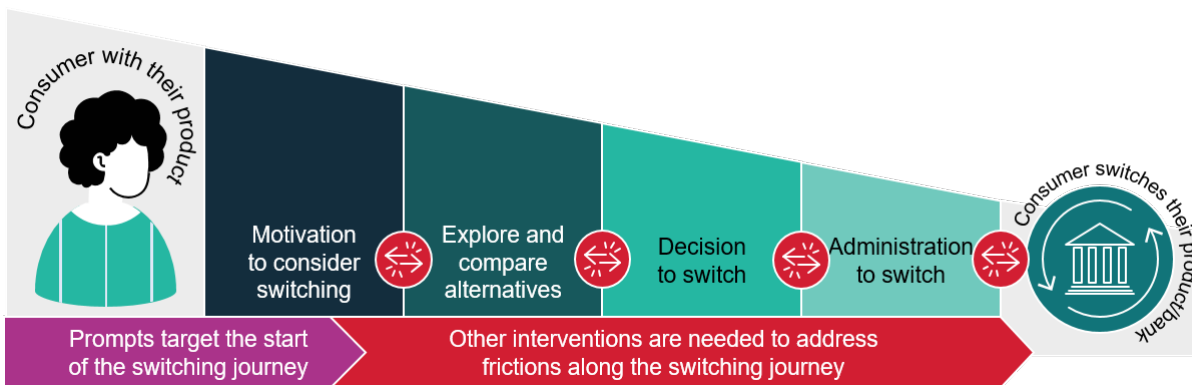 Consumer with their product
Motivation
to consider
switching
Explore and
compare
alternatives
Decision
to switch
Administration
to switch
Consumer switches their product/bank
Prompts target the start
of the switching journey
Other interventions are needed to address
frictions along the switching journey